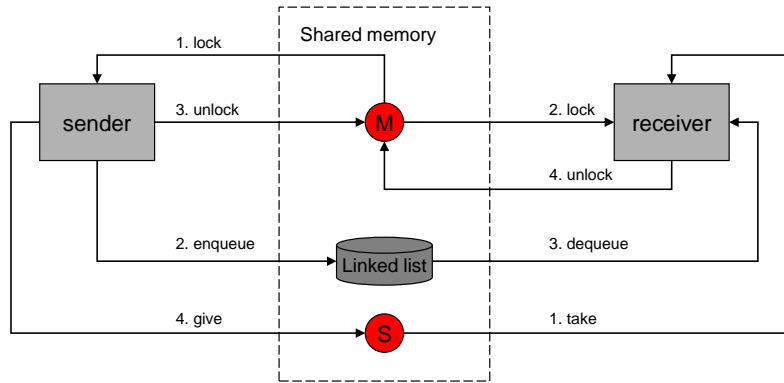 Shared memory
1. lock
sender
3. unlock
M
2. lock
receiver
4. unlock
2. enqueue
Linked list
3. dequeue
4. give
S
1. take